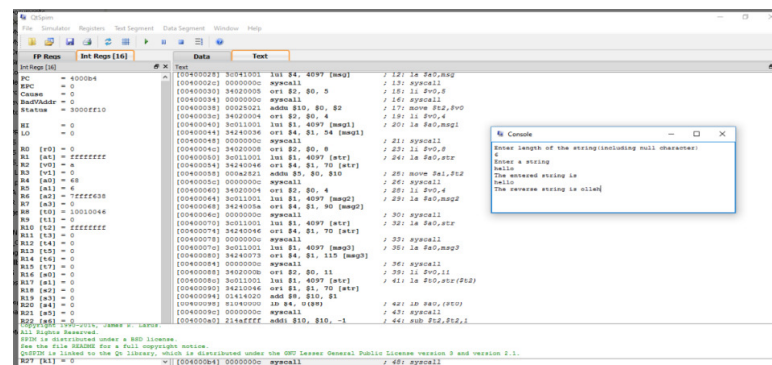 QtSpim
File Simulator Registers Text Segment Data Segment Window Help
FP Regs Int Regs [16] Data Text
Int Regs [16] Text
PC = 4000b4
EPC = 0
Cause = 0
BadVAddr = 0
Status = 3000ff10
HI = 0
LO = 0
R0 [r0] = 0
R1 [at] = ffffffff
R2 [v0] = a
R3 [v1] = 0
R4 [a0] = 68
R5 [a1] = 6
R6 [a2] = 7ffff638
R7 [a3] = 0
R8 [t0] = 10010046
R9 [t1] = 0
R10 [t2] = ffffffff
R11 [t3] = 0
R12 [t4] = 0
R13 [t5] = 0
R14 [t6] = 0
R15 [t7] = 0
R16 [s0] = 0
R17 [s1] = 0
R18 [s2] = 0
R19 [s3] = 0
R20 [s4] = 0
R21 [s5] = 0
R22 [s6] = 0
[00400028] 3c041001 lui $4, 4097 [msg] ; 12: la $a0,msg
[0040002c] 0000000c syscall ; 13: syscall
[00400030] 34020005 ori $2, $0, 5 ; 15: li $v0,5
[00400034] 0000000c syscall ; 16: syscall
[00400038] 00025021 addu $10, $0, $2 ; 17: move $t2,$v0
[0040003c] 34020004 ori $2, $0, 4 ; 19: li $v0,4
[00400040] 3c011001 lui $1, 4097 [msg1] ; 20: la $a0,msg1
[00400044] 34240036 ori $4, $1, 54 [msg1]
[00400048] 0000000c syscall ; 21: syscall
[0040004c] 34020008 ori $2, $0, 8 ; 23: li $v0,8
[00400050] 3c011001 lui $1, 4097 [str] ; 24: la $a0,str
[00400054] 34240046 ori $4, $1, 70 [str]
[00400058] 000a2821 addu $5, $0, $10 ; 25: move $a1,$t2
[0040005c] 0000000c syscall ; 26: syscall
[00400060] 34020004 ori $2, $0, 4 ; 28: li $v0,4
[00400064] 3c011001 lui $1, 4097 [msg2] ; 29: la $a0,msg2
[00400068] 3424005a ori $4, $1, 90 [msg2]
[0040006c] 0000000c syscall ; 30: syscall
[00400070] 3c011001 lui $1, 4097 [str] ; 32: la $a0,str
[00400074] 34240046 ori $4, $1, 70 [str]
[00400078] 0000000c syscall ; 33: syscall
[0040007c] 3c011001 lui $1, 4097 [msg3] ; 35: la $a0,msg3
[00400080] 34240073 ori $4, $1, 115 [msg3]
[00400084] 0000000c syscall ; 36: syscall
[00400088] 3402000b ori $2, $0, 11 ; 39: li $v0,11
[0040008c] 3c011001 lui $1, 4097 [str] ; 41: la $t0,str($t2)
[00400090] 34210046 ori $1, $1, 70 [str]
[00400094] 01414020 add $8, $10, $1
[00400098] 81040000 lb $4, 0($8) ; 42: lb $a0,($t0)
[0040009c] 0000000c syscall ; 43: syscall
[004000a0] 214affff addi $10, $10, -1 ; 44: sub $t2,$t2,1
Console
Enter length of the string(including null character)
6
Enter a string
hello
The entered string is
hello
The reverse string is olleh
Copyright 1990-2016, James R. Larus.
All Rights Reserved.
SPIM is distributed under a BSD license.
See the file README for a full copyright notice.
QtSPIM is linked to the Qt library, which is distributed under the GNU Lesser General Public License version 3 and version 2.1.
R27 [k1] = 0 [004000b4] 0000000c syscall ; 48: syscall